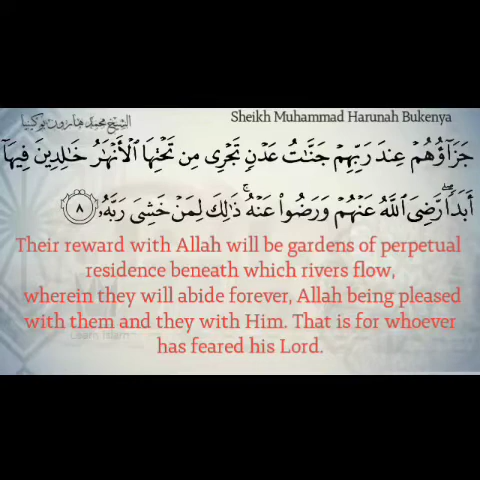 الشيخ محمد هارون بوكينيا
Sheikh Muhammad Harunah Bukenya
جَزَآؤُهُمْ عِندَ رَبِّهِمْ جَنَّٰتُ عَدْنٍ تَجْرِى مِن تَحْتِهَا ٱلْأَنْهَٰرُ خَٰلِدِينَ فِيهَآ
أَبَدًا ۖ رَّضِىَ ٱللَّهُ عَنْهُمْ وَرَضُوا۟ عَنْهُ ۚ ذَٰلِكَ لِمَنْ خَشِىَ رَبَّهُۥ ٨
Their reward with Allah will be gardens of perpetual
residence beneath which rivers flow,
wherein they will abide forever, Allah being pleased
with them and they with Him. That is for whoever
has feared his Lord.
Learn Islam